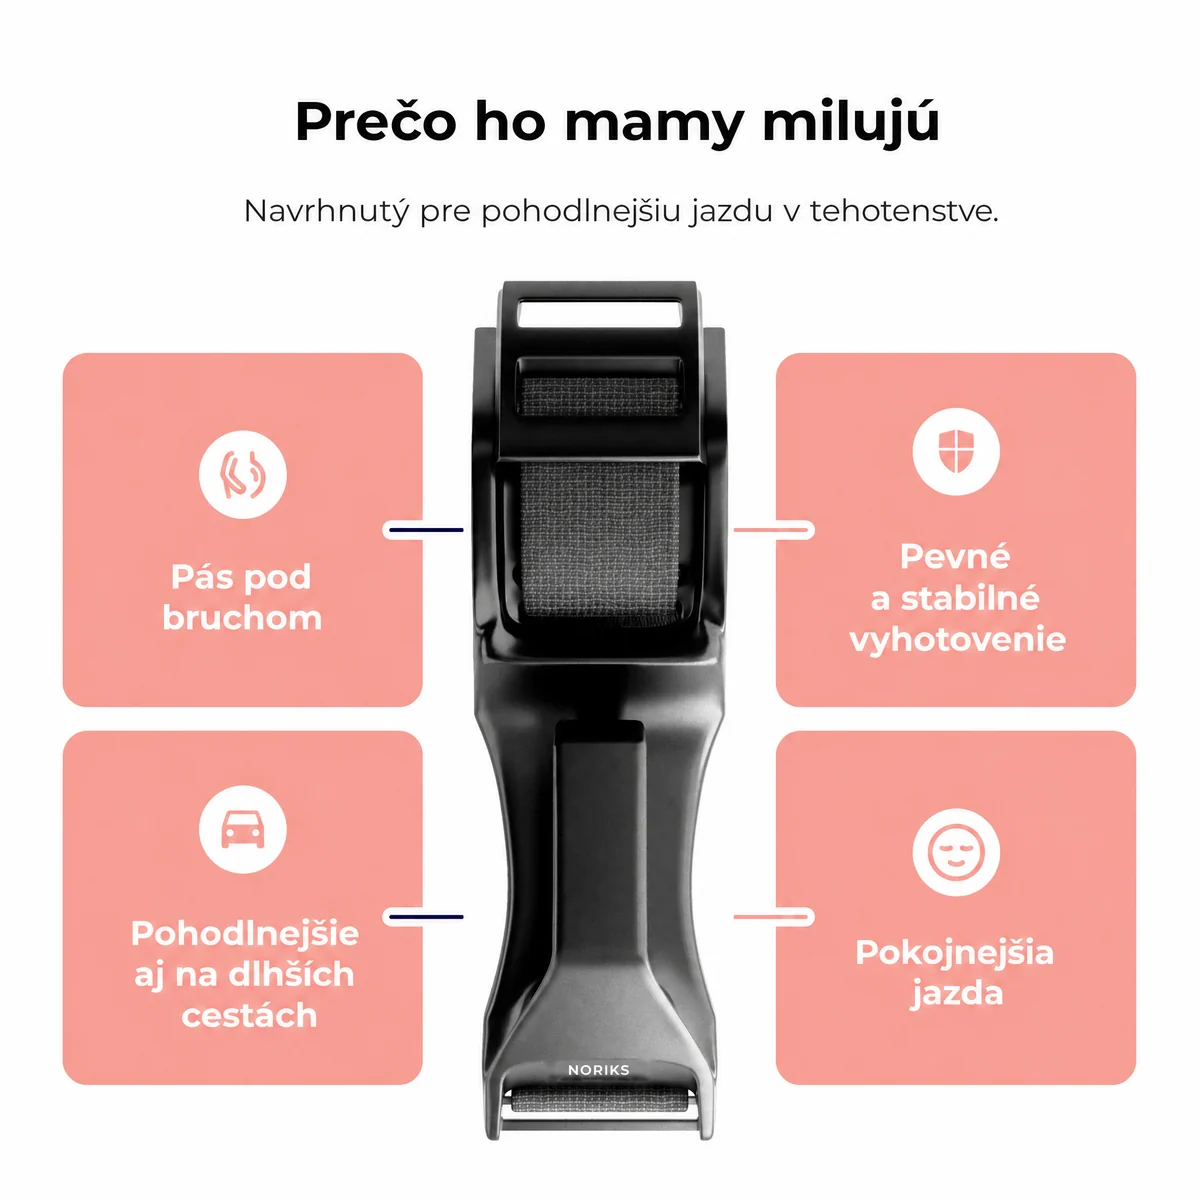 Prečo ho mamy milujú
Navrhnutý pre pohodlnejšiu jazdu v tehotenstve.
Pás pod
bruchom
Pevné
a stabilné
vyhotovenie
Pohodlnejšie
aj na dlhších
cestách
Pokojnejšia
jazda
NORIKS